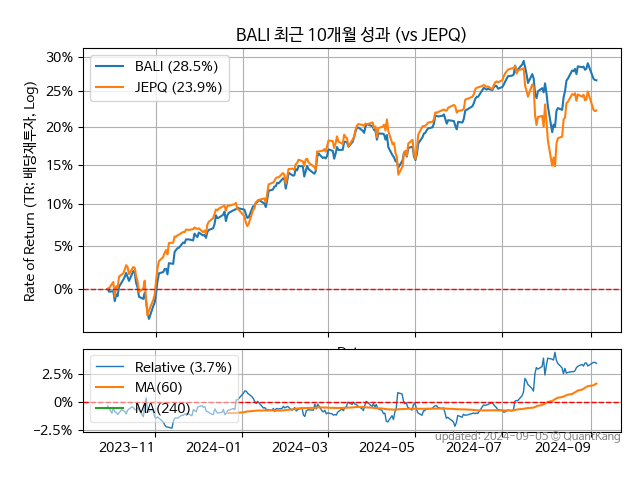 BALI 최근 10개월 성과 (vs JEPQ)
Rate of Return (TR: 배당재투자, Log)
30%
25%
20%
15%
10%
5%
0%
BALI (28.5%)
JEPQ (23.9%)
2.5%
0%
−2.5%
Relative (3.7%)
MA(60)
MA(240)
2023−11
2024−01
2024−03
2024−05
2024−07
2024−09
updated: 2024-09-05 © QuantKang